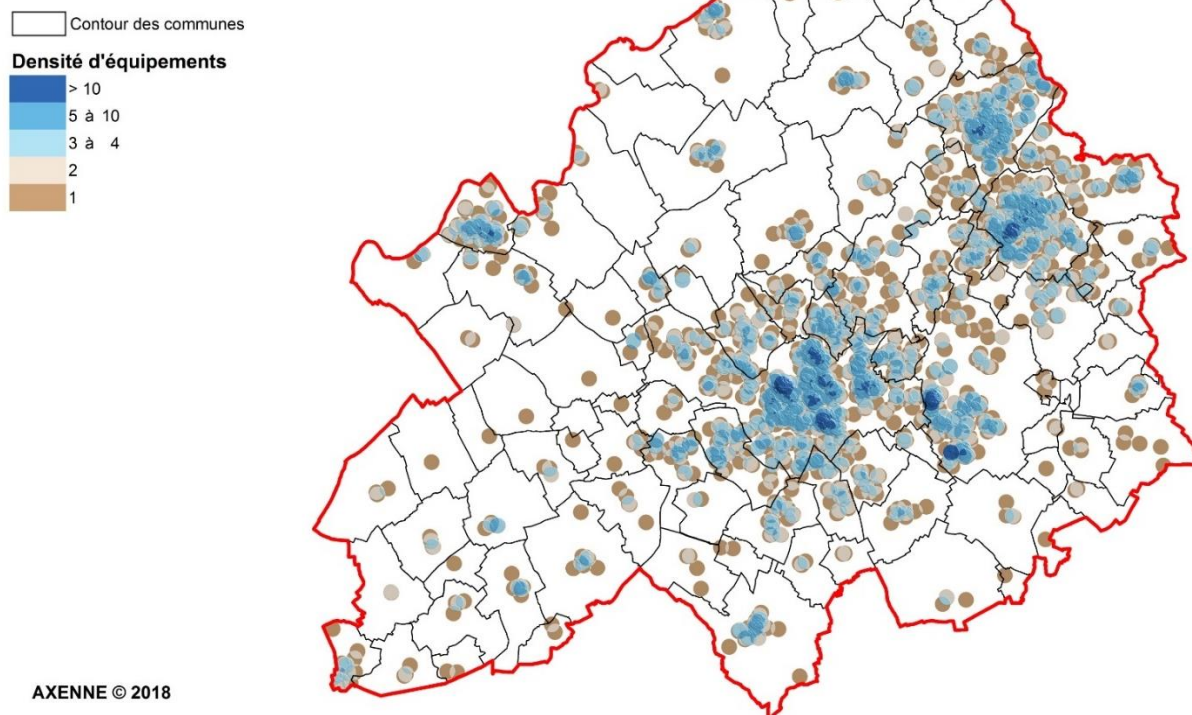 Contour des communes
Densité d'équipements
> 10
5 à 10
3 à 4
2
1
AXENNE © 2018